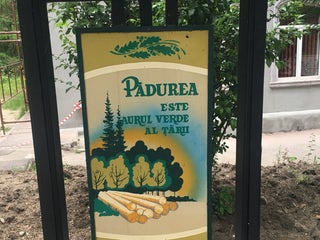 PĂDUREA
ESTE
AURUL VERDE
AL ȚĂRII